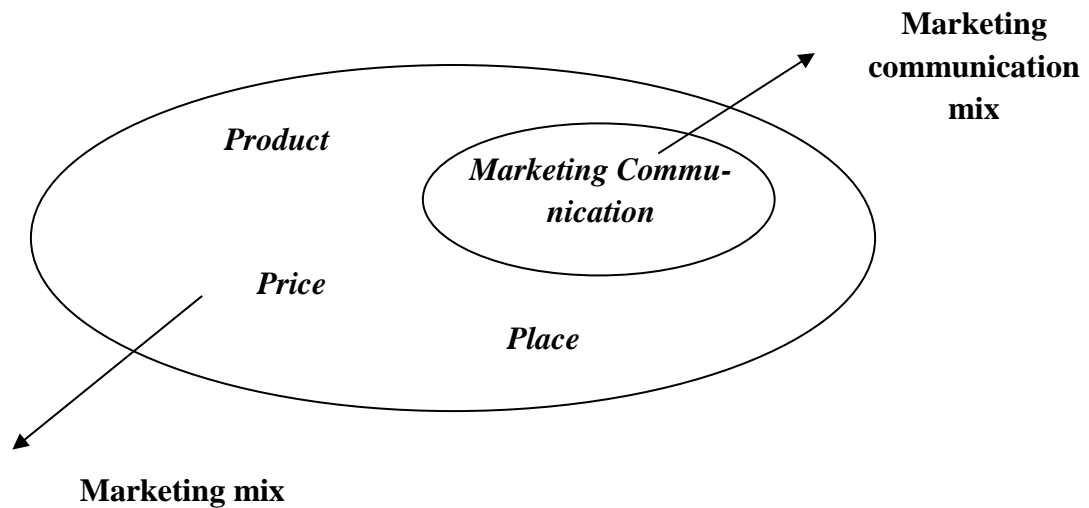 Marketing
communication
mix
Product
Marketing Commu-
nication
Price
Place
Marketing mix